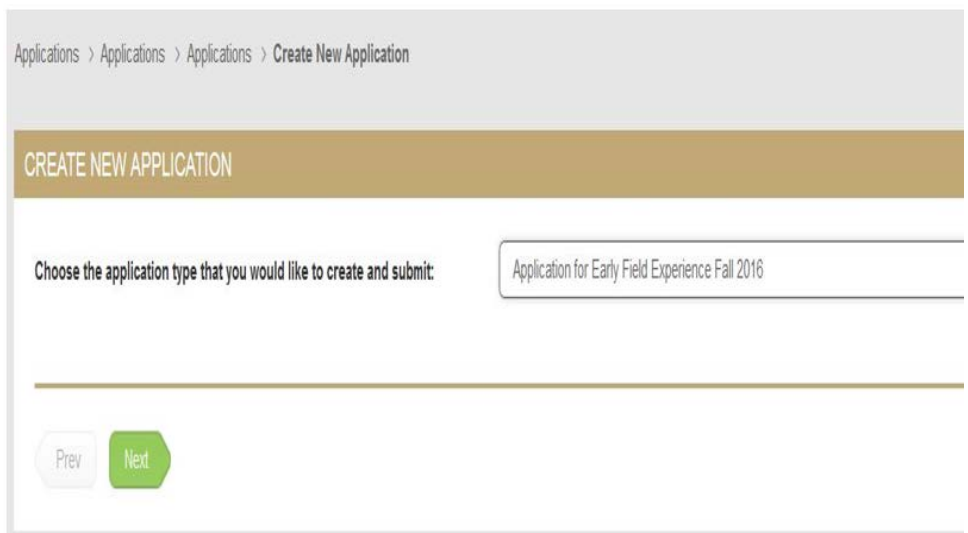 Applications > Applications > Applications > Create New Application
CREATE NEW APPLICATION
Choose the application type that you would like to create and submit:
Application for Early Field Experience Fall 2016
Prev
Next